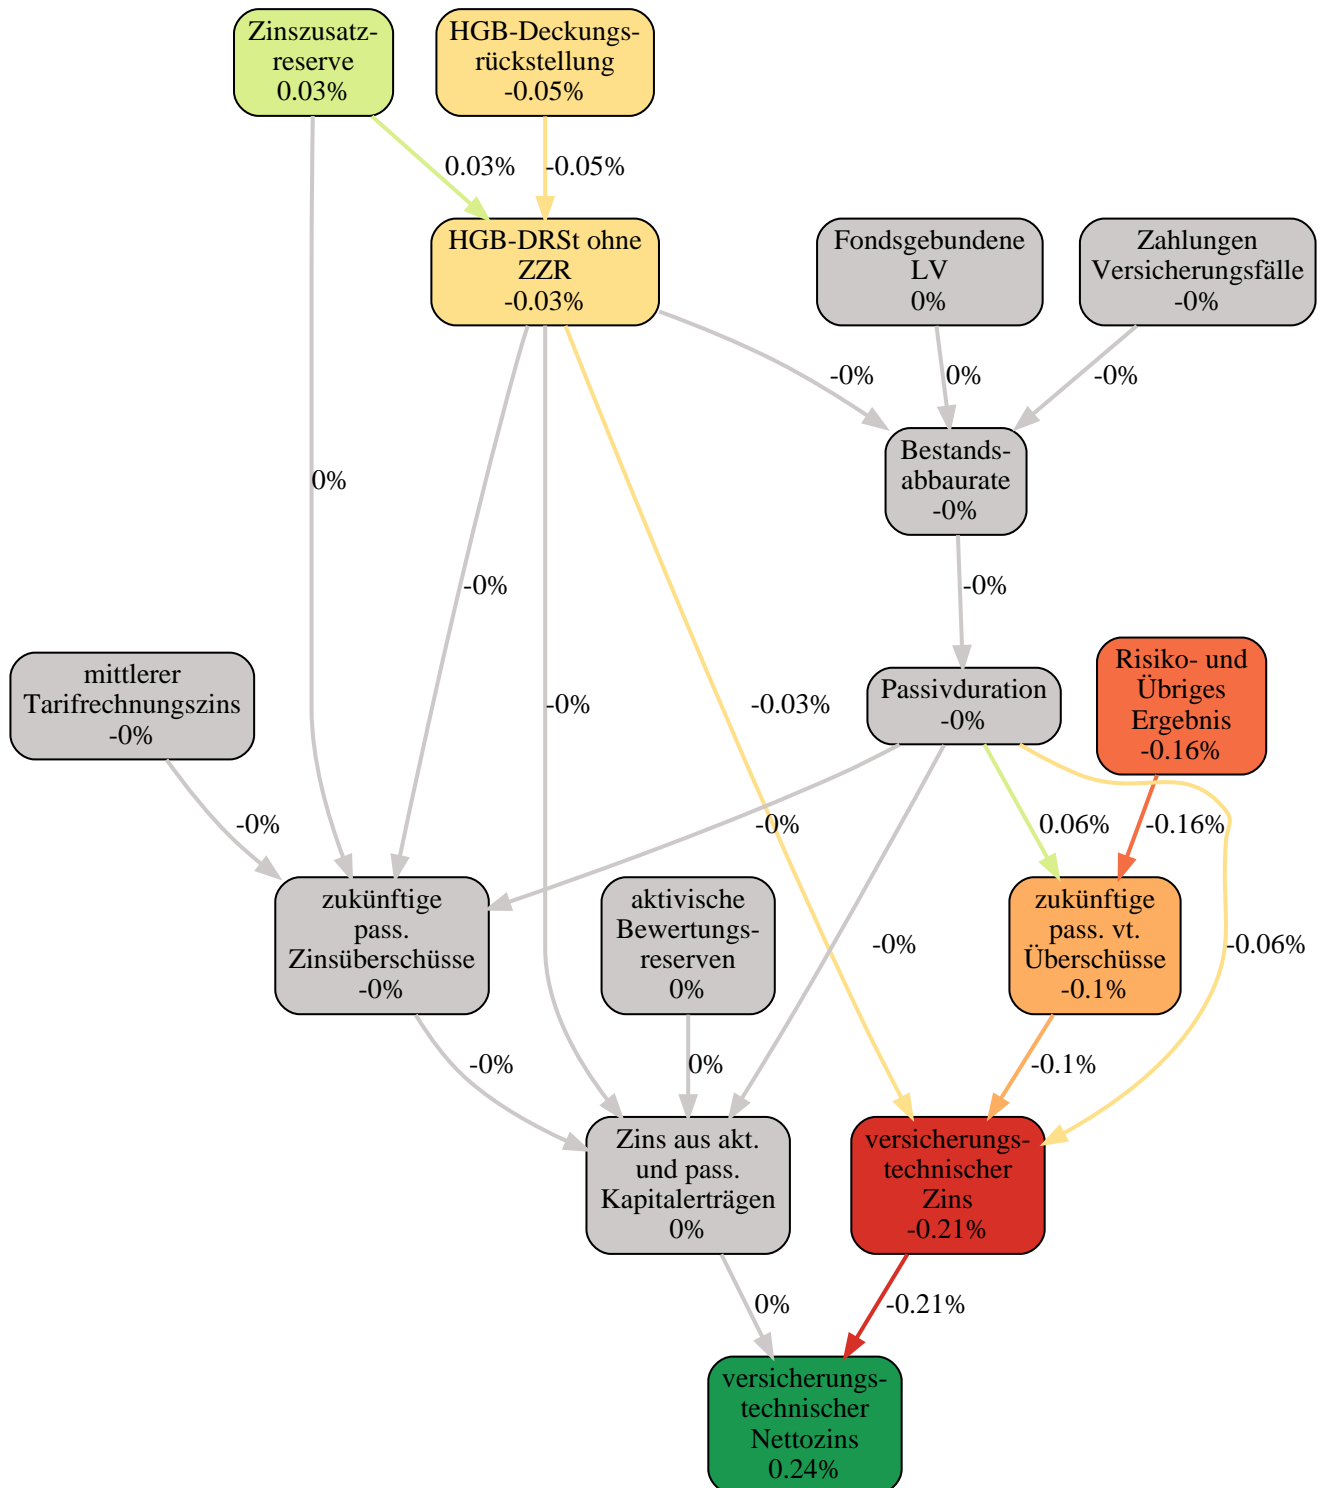 Zinszusatz-
reserve
0.03%
HGB-Deckungs-
rückstellung
-0.05%
0.03%
-0.05%
HGB-DRSt ohne
ZZR
-0.03%
Fondsgebundene
LV
0%
Zahlungen
Versicherungsfälle
-0%
-0%
0%
-0%
Bestands-
abbaurate
-0%
0%
-0%
-0%
mittlerer
Tarifrechnungszins
-0%
-0%
-0.03%
Passivduration
-0%
Risiko- und
Übriges
Ergebnis
-0.16%
-0%
-0%
0.06%
-0.16%
zukünftige
pass.
Zinsüberschüsse
-0%
aktivische
Bewertungs-
reserven
0%
-0%
zukünftige
pass. vt.
Überschüsse
-0.1%
-0.06%
-0%
0%
-0.1%
Zins aus akt.
und pass.
Kapitalerträgen
0%
versicherungs-
technischer
Zins
-0.21%
0%
-0.21%
versicherungs-
technischer
Nettozins
0.24%